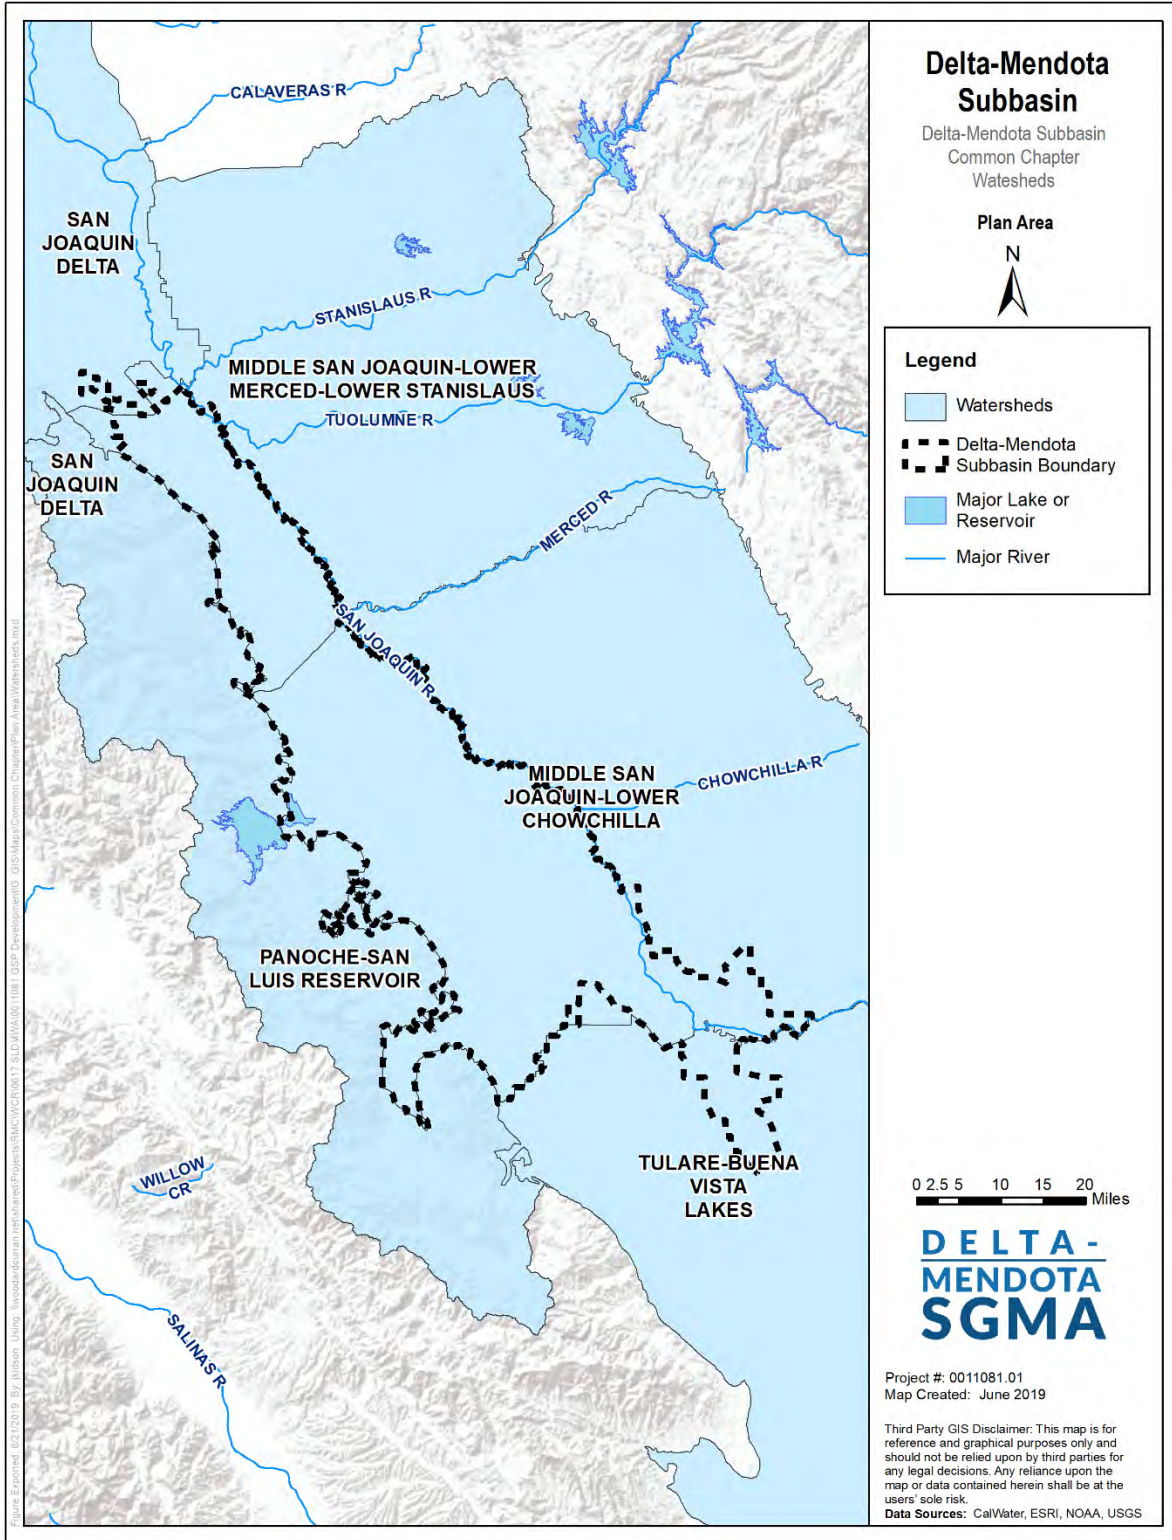 CALAVERAS R
SAN
JOAQUIN
DELTA
STANISLAUS R
MIDDLE SAN JOAQUIN-LOWER
MERCED-LOWER STANISLAUS
TUOLUMNE R
SAN
JOAQUIN
DELTA
MERCED R
SAN JOAQUIN R
MIDDLE SAN
JOAQUIN-LOWER
CHOWCHILLA
CHOWCHILLA R
PANOCHE-SAN
LUIS RESERVOIR
TULARE-BUENA
VISTA
LAKES
WILLOW
CR
SALINAS R
Delta-Mendota
Subbasin
Delta-Mendota Subbasin
Common Chapter
Watesheds
Plan Area
N
Legend
Watersheds
Delta-Mendota
Subbasin Boundary
Major Lake or
Reservoir
Major River
0 2.5 5 10 15 20
Miles
DELTA-
MENDOTA
SGMA
Project #: 0011081.01
Map Created: June 2019
Third Party GIS Disclaimer: This map is for
reference and graphical purposes only and
should not be relied upon by third parties for
any legal decisions. Any reliance upon the
map or data contained herein shall be at the
users' sole risk.
Data Sources: CalWater, ESRI, NOAA, USGS